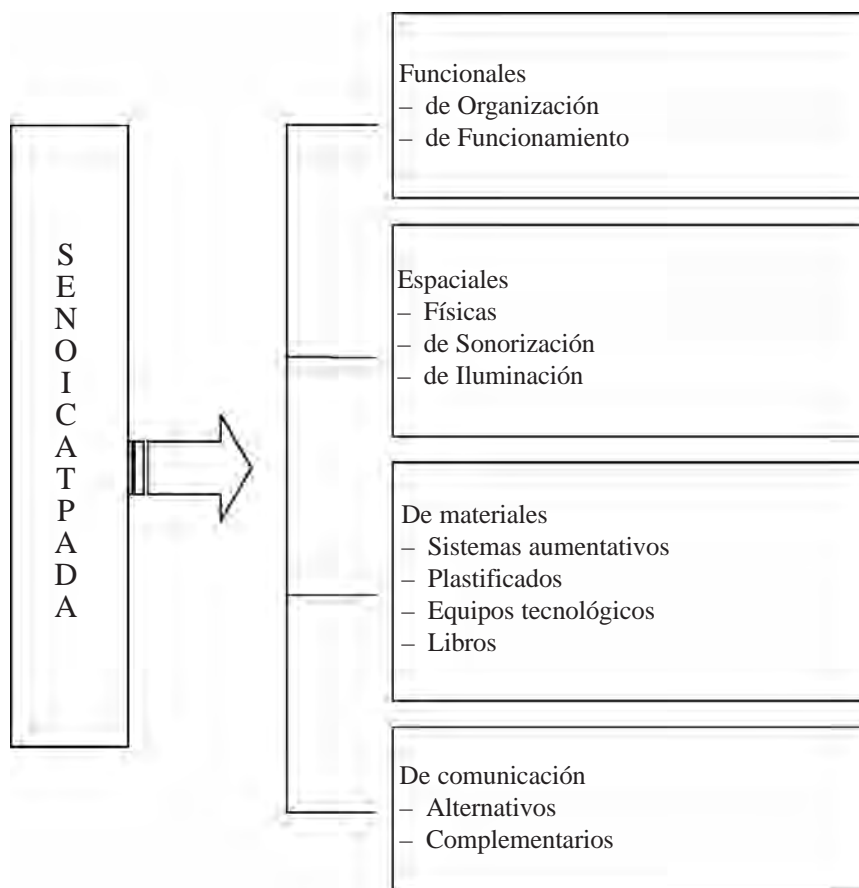 SENOICATPADA
Funcionales
– de Organización
– de Funcionamiento
Espaciales
– Físicas
– de Sonorización
– de Iluminación
De materiales
– Sistemas aumentativos
– Plastificados
– Equipos tecnológicos
– Libros
De comunicación
– Alternativos
– Complementarios